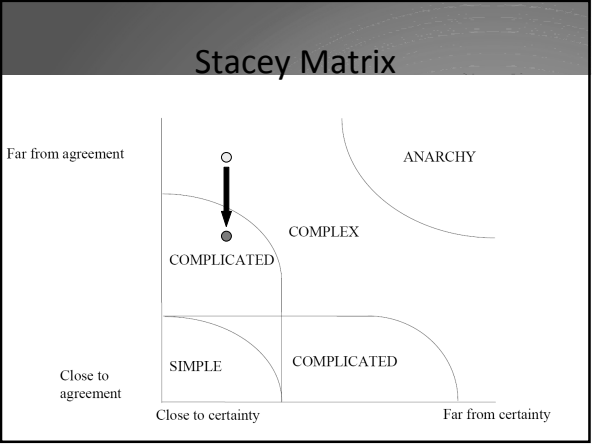 Stacey Matrix
Far from agreement
ANARCHY
COMPLEX
COMPLICATED
SIMPLE
COMPLICATED
Close to
agreement
Close to certainty
Far from certainty